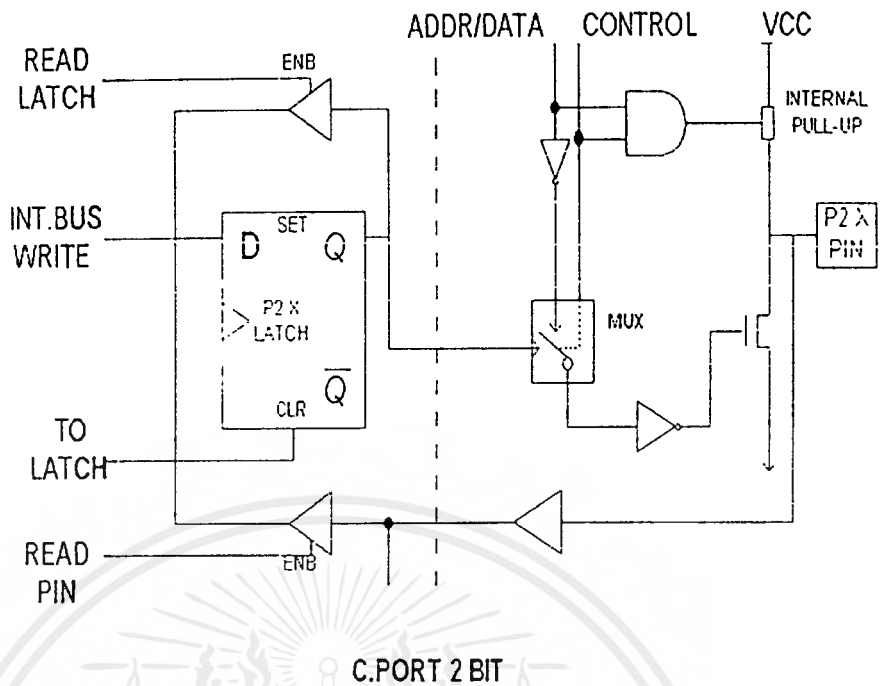 ADDR/DATA CONTROL VCC
READ
LATCH
ENB
INTERNAL
PULL-UP
INT.BUS
WRITE
D
SET
Q
P2 X
LATCH
Q
CLR
MUX
P2 X
PIN
TO
LATCH
READ
PIN
ENB
C.PORT 2 BIT